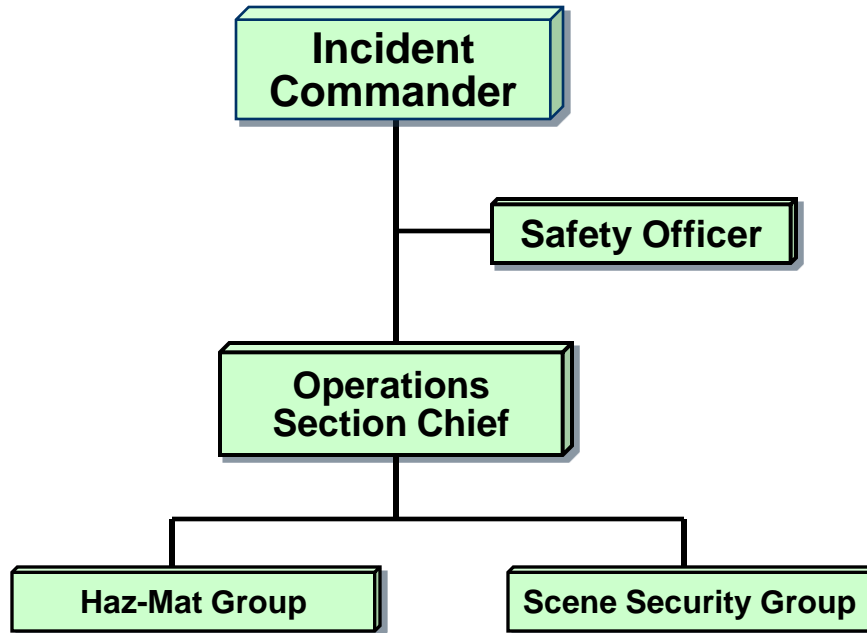 Incident
Commander
Safety Officer
Operations
Section Chief
Haz-Mat Group
Scene Security Group